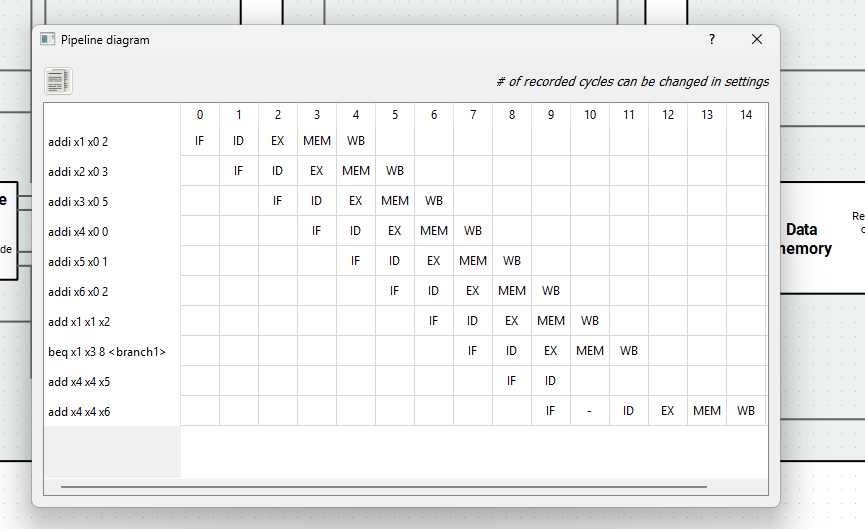 Pipeline diagram ?
# of recorded cycles can be changed in settings
0 1 2 3 4 5 6 7 8 9 10 11 12 13 14
addi x1 x0 2 IF ID EX MEM WB
addi x2 x0 3 IF ID EX MEM WB
addi x3 x0 5 IF ID EX MEM WB
addi x4 x0 0 IF ID EX MEM WB
addi x5 x0 1 IF ID EX MEM WB
addi x6 x0 2 IF ID EX MEM WB
add x1 x1 x2 IF ID EX MEM WB
beq x1 x3 8 <branch1> IF ID EX MEM WB
add x4 x4 x5 IF ID
add x4 x4 x6 IF - ID EX MEM WB
e
de
Re
Data
emory